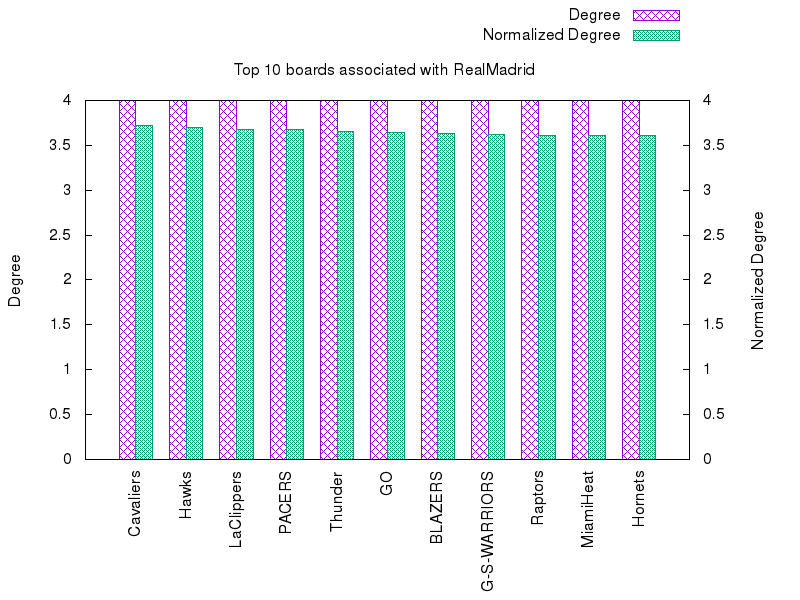 Degree
Normalized Degree
Top 10 boards associated with RealMadrid
4
3.5
3
2.5
2
1.5
1
0.5
0
Degree
4
3.5
3
2.5
2
1.5
1
0.5
0
Normalized Degree
Cavaliers
Hawks
LaClippers
PACERS
Thunder
GO
BLAZERS
G-S-WARRIORS
Raptors
MiamiHeat
Hornets